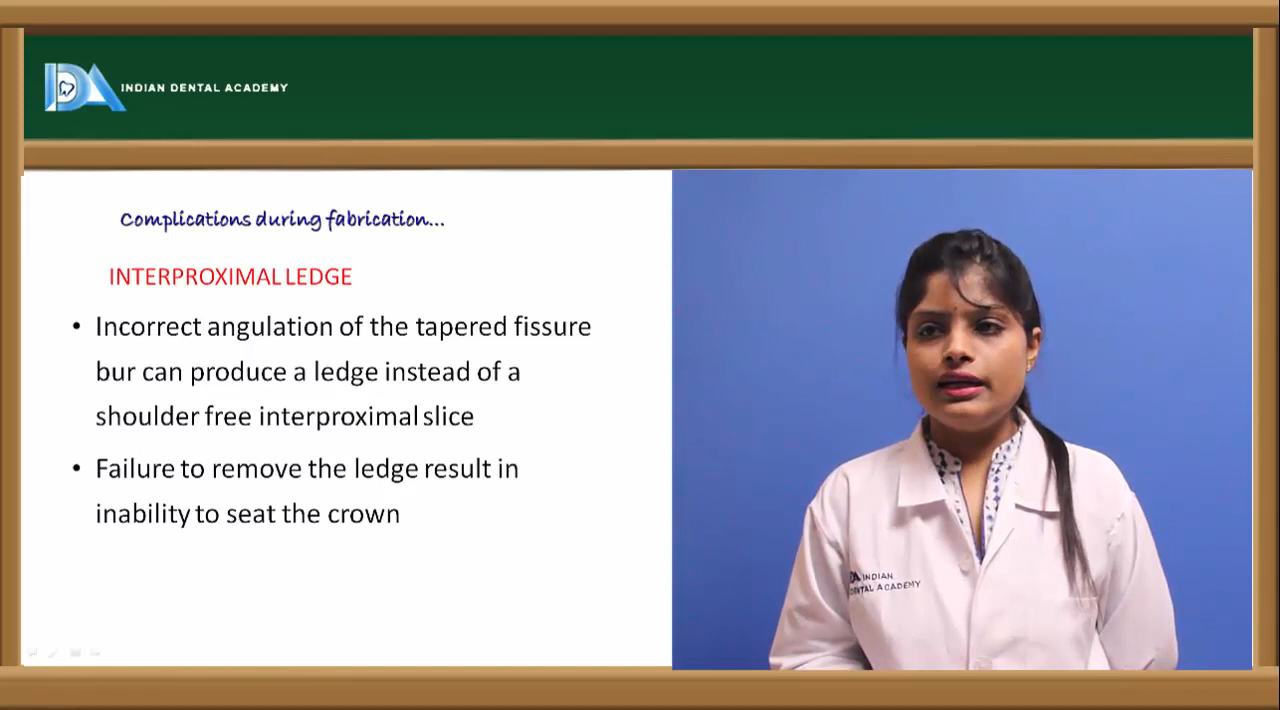 IDA INDIAN DENTAL ACADEMY
Complications during fabrication...
INTERPROXIMAL LEDGE
• Incorrect angulation of the tapered fissure
bur can produce a ledge instead of a
shoulder free interproximal slice
• Failure to remove the ledge result in
inability to seat the crown
INDIAN
DENTAL ACADEMY